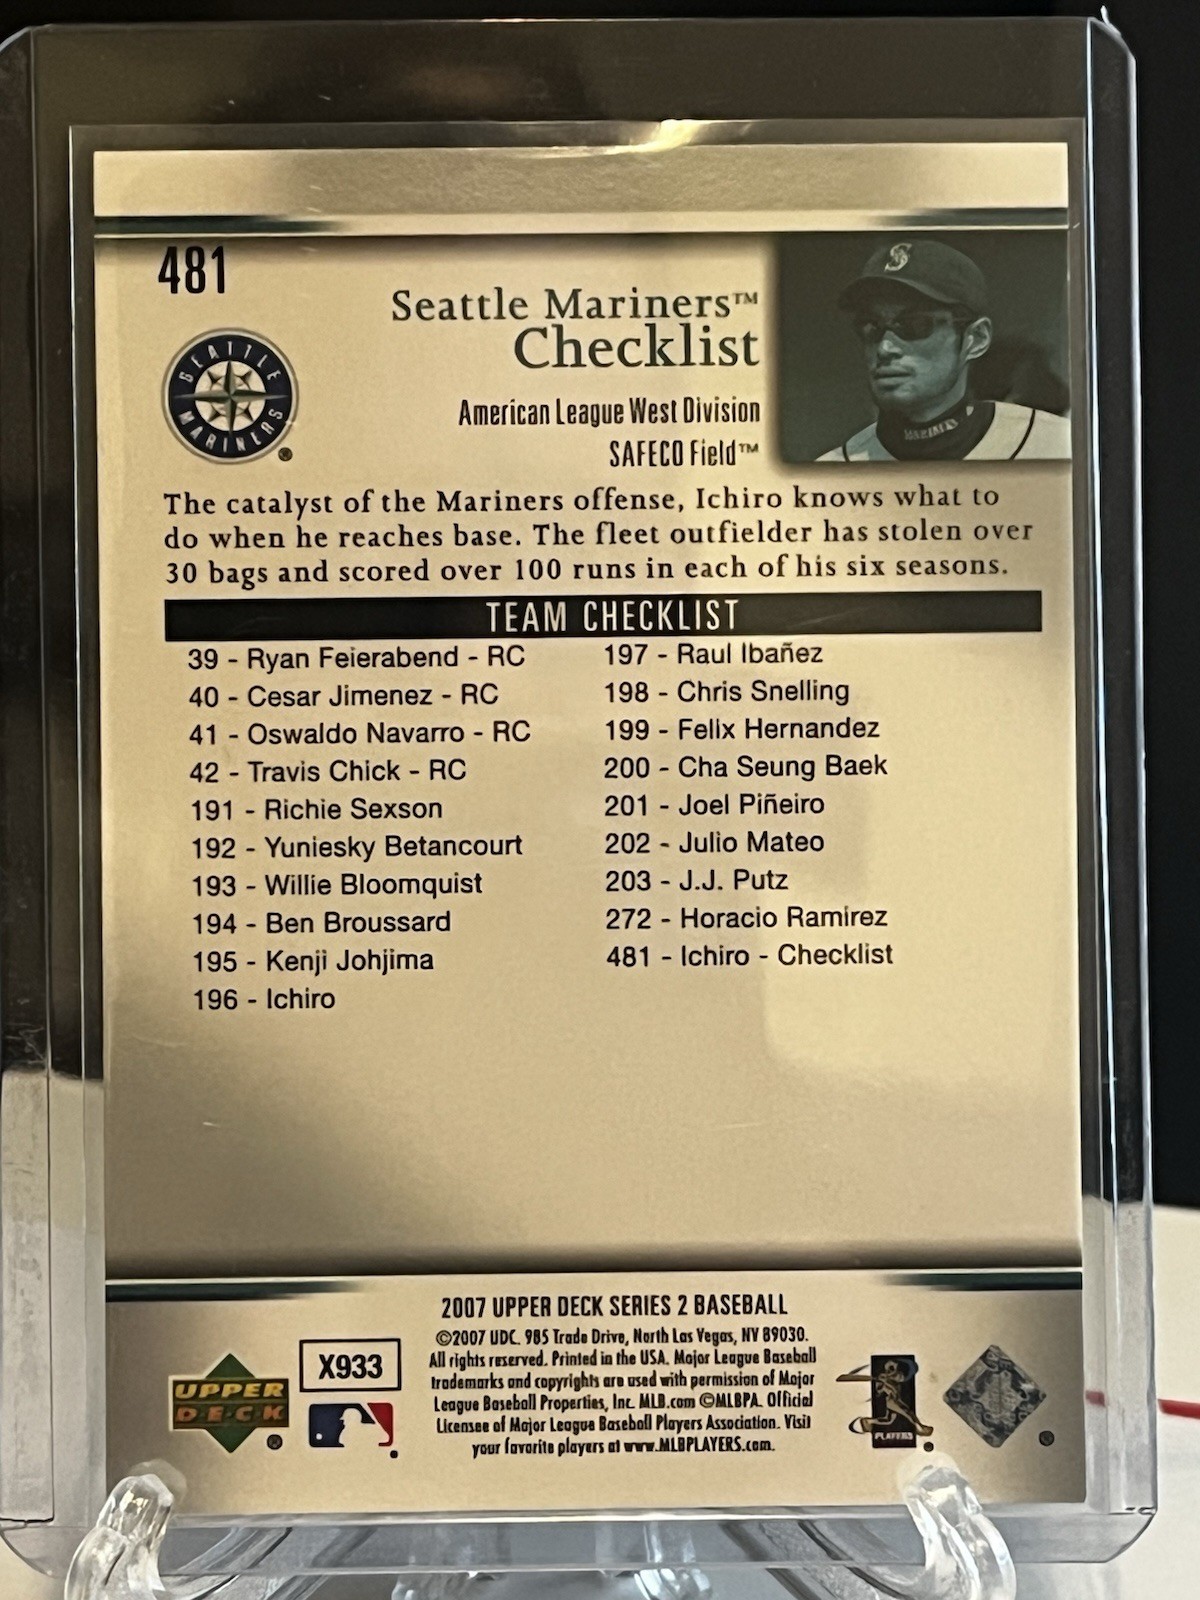 481
Seattle Mariners™
Checklist
SEATTLE
MARINERS
®
American League West Division
SAFECO Field™
S
MARINERS
The catalyst of the Mariners offense, Ichiro knows what to
do when he reaches base. The fleet outfielder has stolen over
30 bags and scored over 100 runs in each of his six seasons.
TEAM CHECKLIST
39 - Ryan Feierabend - RC
40 - Cesar Jimenez - RC
41 - Oswaldo Navarro - RC
42 - Travis Chick - RC
191 - Richie Sexson
192 - Yuniesky Betancourt
193 - Willie Bloomquist
194 - Ben Broussard
195 - Kenji Johjima
196 - Ichiro
197 - Raul Ibañez
198 - Chris Snelling
199 - Felix Hernandez
200 - Cha Seung Baek
201 - Joel Piñeiro
202 - Julio Mateo
203 - J.J. Putz
272 - Horacio Ramirez
481 - Ichiro - Checklist
2007 UPPER DECK SERIES 2 BASEBALL
©2007 UDC. 985 Trade Drive, North Las Vegas, NV 89030.
All rights reserved. Printed in the USA. Major League Baseball
trademarks and copyrights are used with permission of Major
League Baseball Properties, Inc. MLB.com ©MLBPA. Official
Licensee of Major League Baseball Players Association. Visit
your favorite players at www.MLBPLAYERS.com.
UPPER
DECK
®
X933
PLAYERS